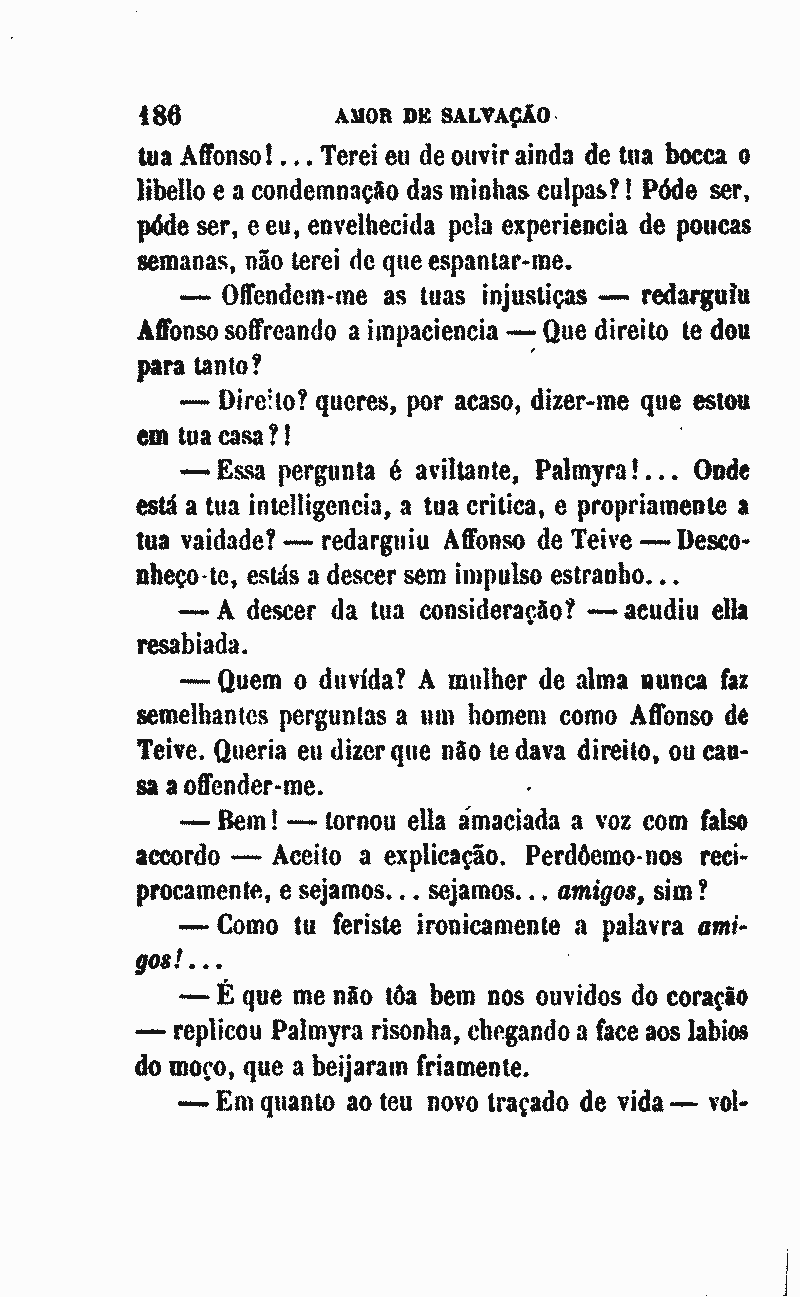 186 AMOR DE SALVAÇÃO
tua Affonso!... Terei eu de ouvir ainda de tua bocca o
libello e a condemnação das minhas culpas?! Póde ser,
póde ser, e eu, envelhecida pela experiencia de poucas
semanas, não terei de que espantar-me.
— Offendem-me as tuas injustiças — redarguiu
Affonso soffreando a impaciencia — Que direito te dou
para tanto?
— Direito? queres, por acaso, dizer-me que estou
em tua casa?!
— Essa pergunta é aviltante, Palmyra!... Onde
está a tua intelligencia, a tua critica, e propriamente a
tua vaidade? — redarguiu Affonso de Teive — Desco-
nheço-te, estás a descer sem impulso estranho...
— A descer da tua consideração? — acudiu ella
resabiada.
— Quem o duvída? A mulher de alma nunca faz
semelhantes perguntas a um homem como Affonso de
Teive. Queria eu dizer que não te dava direito, ou cau-
sa a offender-me.
— Bem! — tornou ella amaciada a voz com falso
accordo — Aceito a explicação. Perdôemo-nos reci-
procamente, e sejamos... sejamos... amigos, sim?
— Como tu feriste ironicamente a palavra ami-
gos!...
— É que me não tôa bem nos ouvidos do coração
— replicou Palmyra risonha, chegando a face aos labios
do moço, que a beijaram friamente.
— Em quanto ao teu novo traçado de vida — vol-